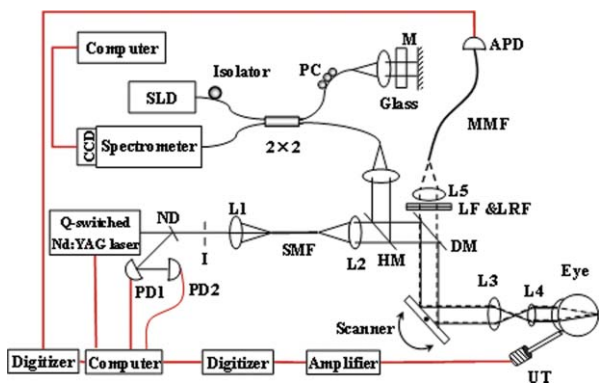 Computer
Isolator
PC
M
APD
SLD
Glass
MMF
CCD
Spectrometer
2×2
L5
LF &LRF
Q-switched
Nd:YAG laser
ND
L1
SMF
L2
HM
DM
I
PD1
PD2
L3
L4
Eye
Scanner
Digitizer
Computer
Digitizer
Amplifier
UT